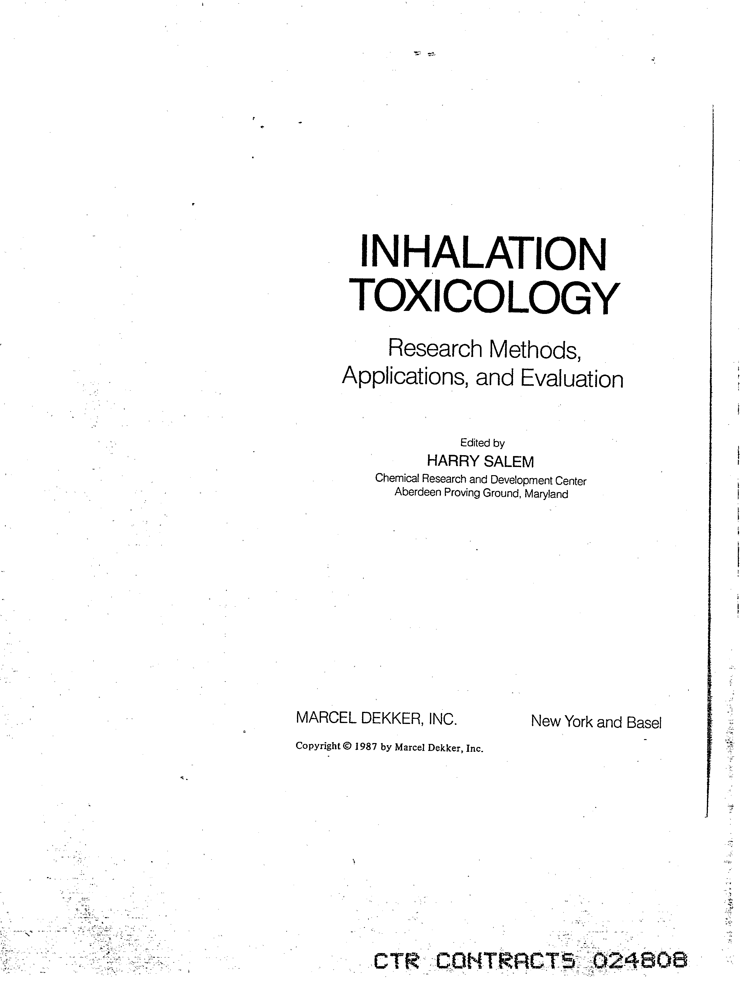 INHALATION
TOXICOLOGY
Research Methods,
Applications, and Evaluation
Edited by
HARRY SALEM
Chemical Research and Development Center
Aberdeen Proving Ground, Maryland
MARCEL DEKKER, INC. New York and Basel
Copyright © 1987 by Marcel Dekker, Inc.
CTR CONTRACTS 024808